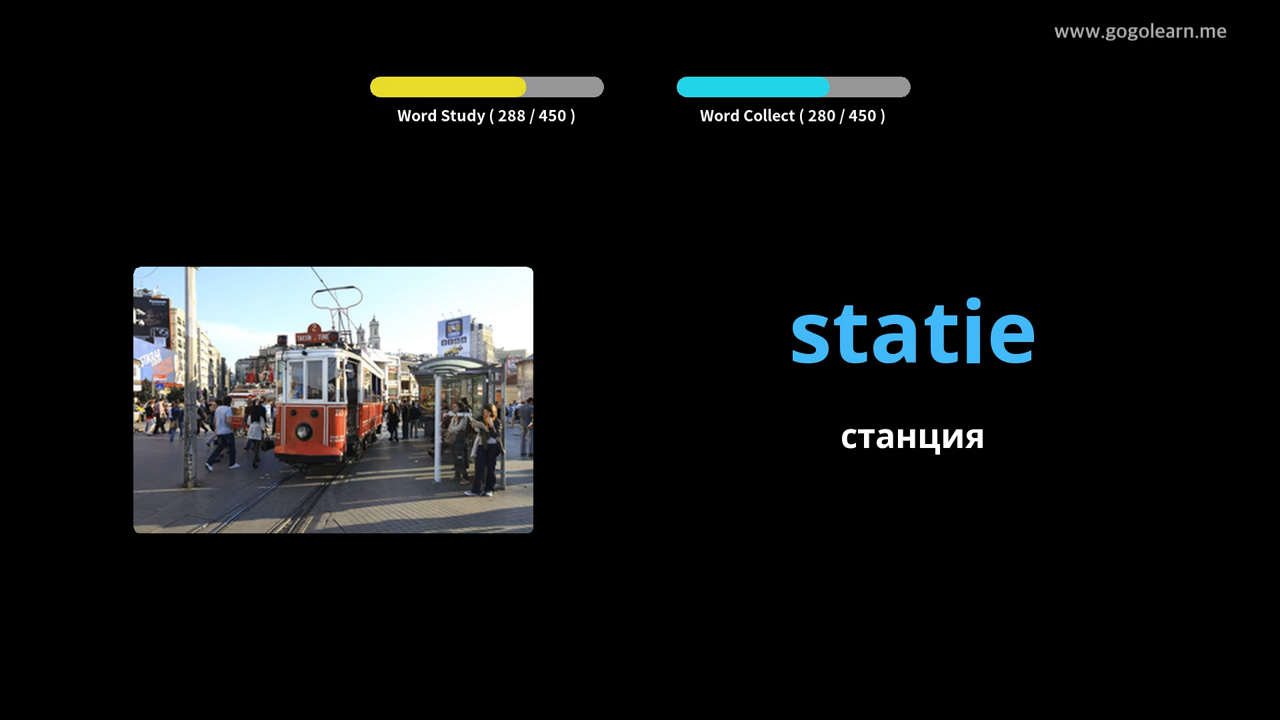 www.gogolearn.me
Word Study ( 288 / 450 )
Word Collect ( 280 / 450 )
statie
станция